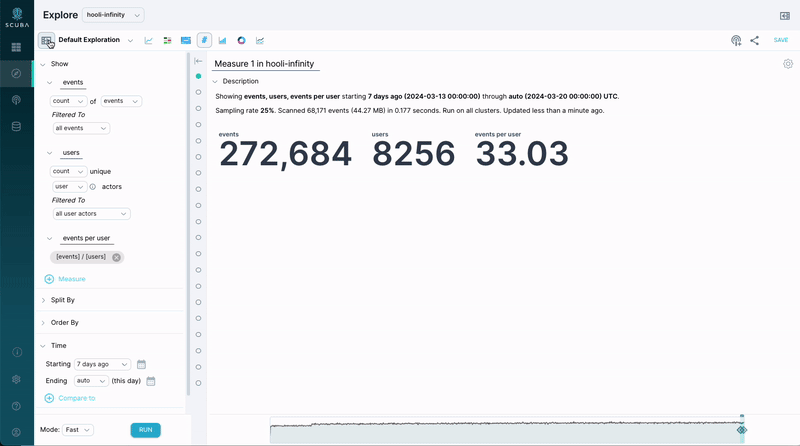 SCUBA
Explore
hooli-infinity
Default Exploration
#
SAVE
Show
events
count of events
Filtered To
all events
users
count unique
user actors
Filtered To
all user actors
events per user
[events] / [users]
Measure
Split By
Order By
Time
Starting 7 days ago
Ending auto (this day)
Compare to
Mode: Fast
RUN
Measure 1 in hooli-infinity
Description
Showing events, users, events per user starting 7 days ago (2024-03-13 00:00:00) through auto (2024-03-20 00:00:00) UTC.
Sampling rate 25%. Scanned 68,171 events (44.27 MB) in 0.177 seconds. Run on all clusters. Updated less than a minute ago.
events users events per user
272,684 8256 33.03